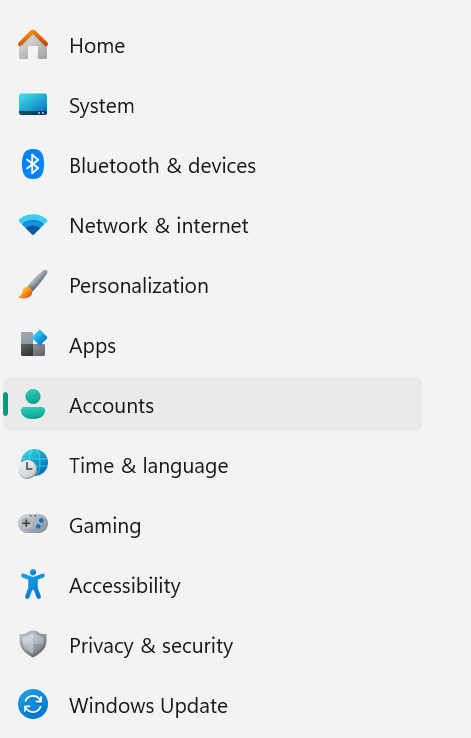 Home
System
Bluetooth & devices
Network & internet
Personalization
Apps
Accounts
Time & language
Gaming
Accessibility
Privacy & security
Windows Update